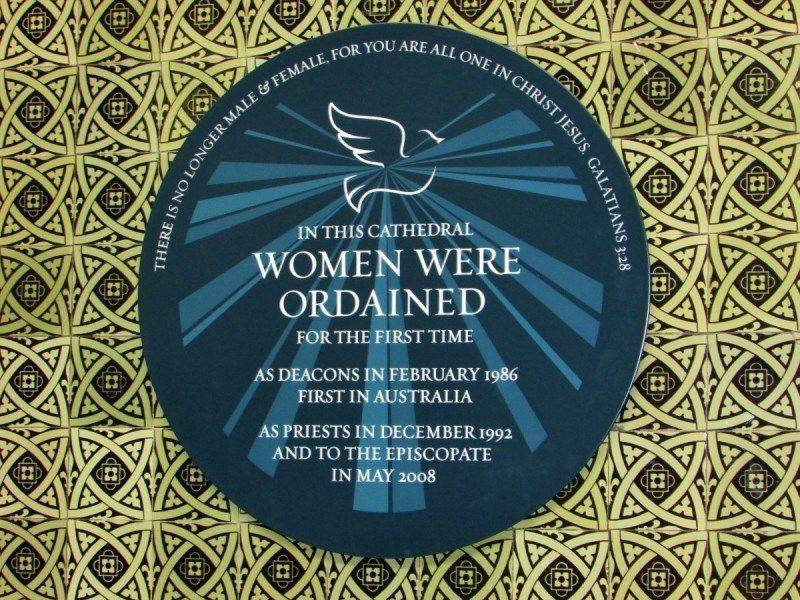 THERE IS NO LONGER MALE & FEMALE, FOR YOU ARE ALL ONE IN CHRIST JESUS. GALATIANS 3:28
IN THIS CATHEDRAL
WOMEN WERE
ORDAINED
FOR THE FIRST TIME
AS DEACONS IN FEBRUARY 1986
FIRST IN AUSTRALIA
AS PRIESTS IN DECEMBER 1992
AND TO THE EPISCOPATE
IN MAY 2008